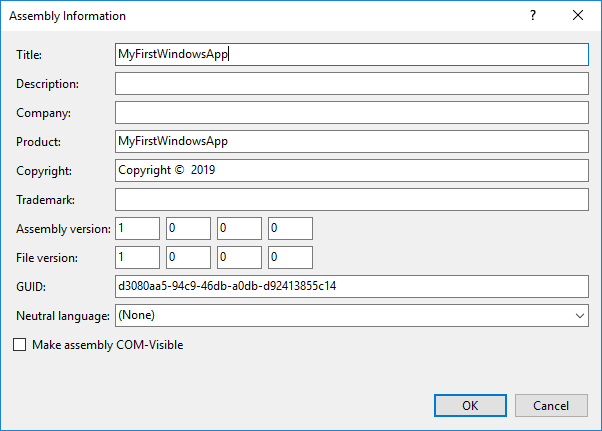 Assembly Information ?
Title: MyFirstWindowsApp
Description:
Company:
Product: MyFirstWindowsApp
Copyright: Copyright ©  2019
Trademark:
Assembly version: 1 0 0 0
File version: 1 0 0 0
GUID: d3080aa5-94c9-46db-a0db-d92413855c14
Neutral language: (None)
Make assembly COM-Visible
OK Cancel